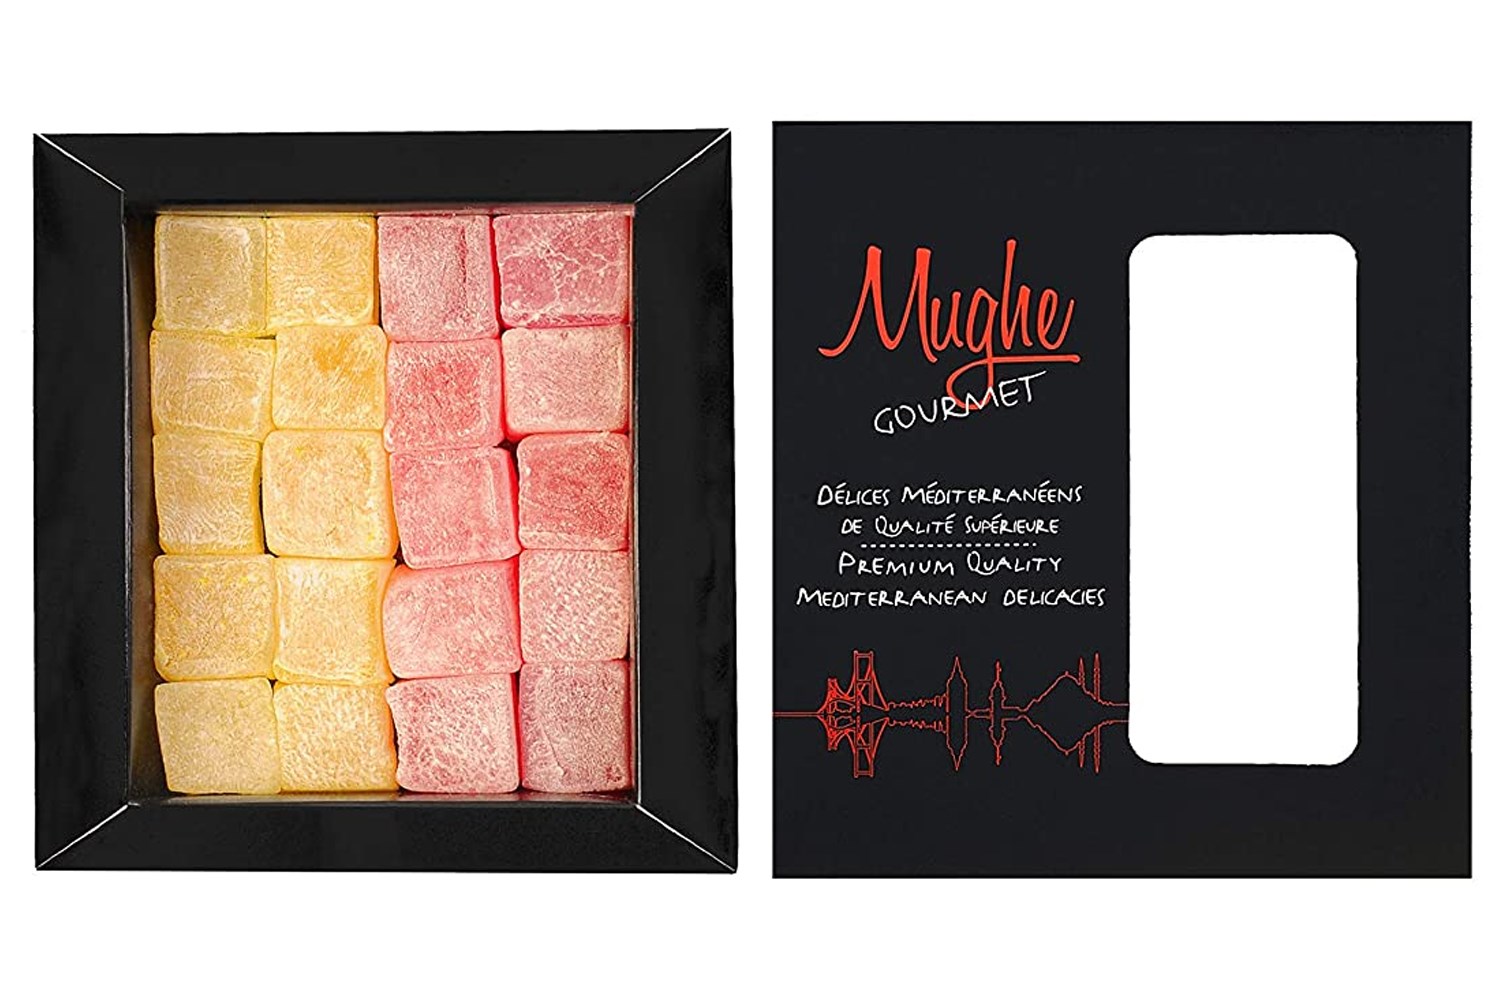 Mughe
GOURMET
DÉLICES MÉDITERRANÉENS
DE QUALITÉ SUPÉRIEURE
PREMIUM QUALITY
MEDITERRANEAN DELICACIES